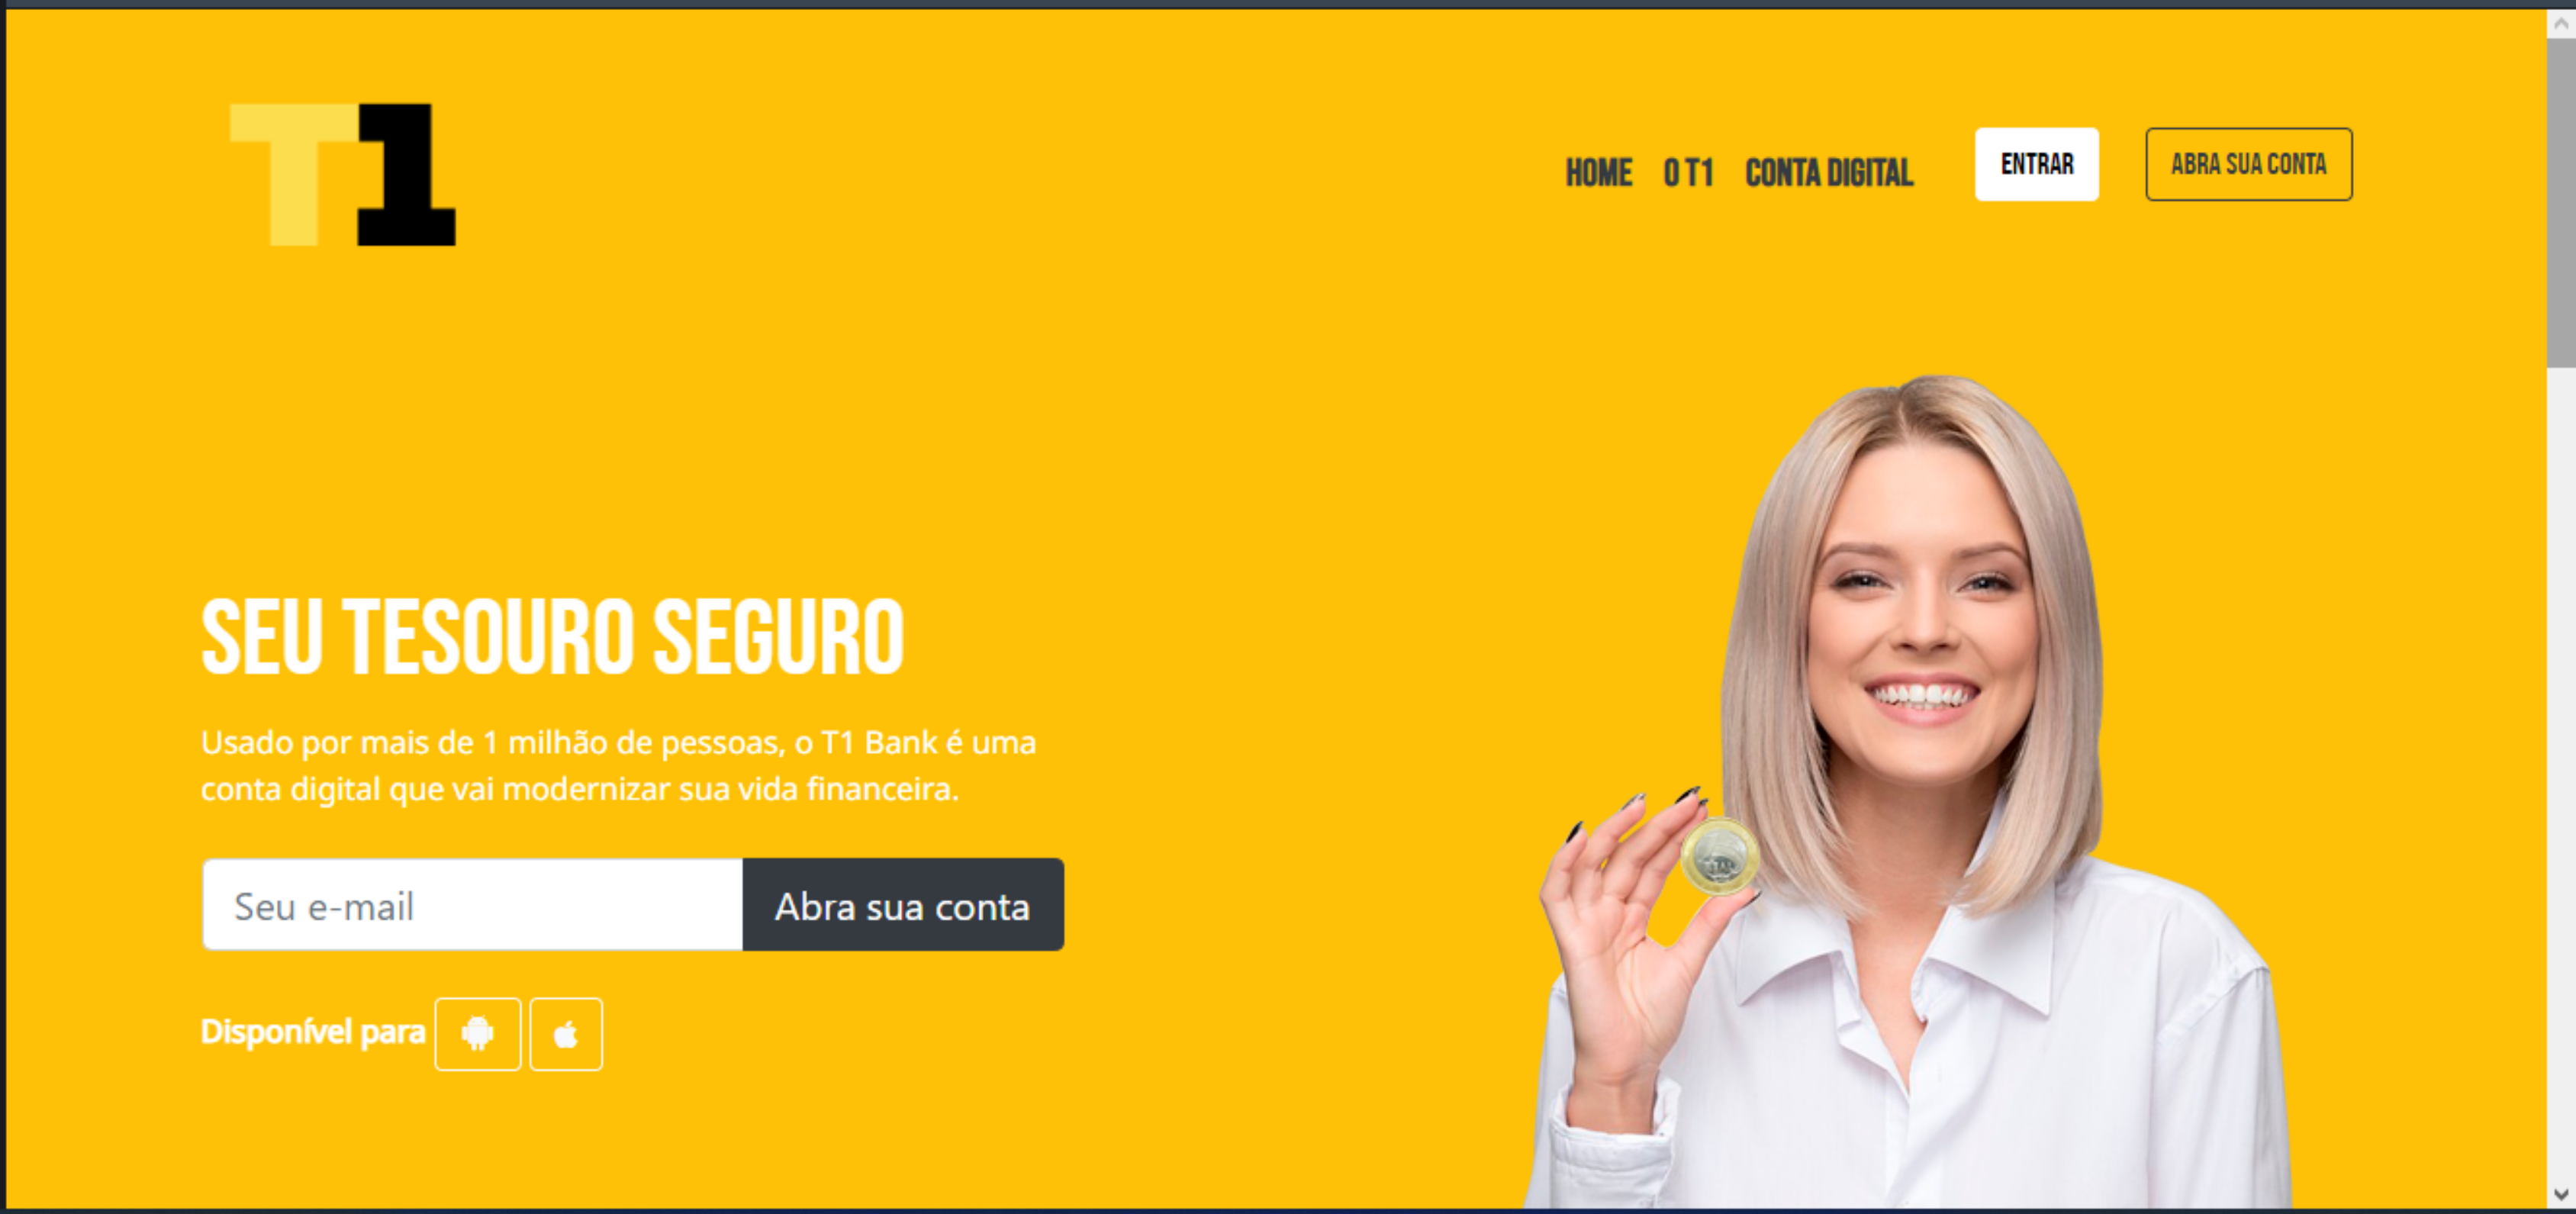 T1
HOME
O T1
CONTA DIGITAL
ENTRAR
ABRA SUA CONTA
SEU TESOURO SEGURO
Usado por mais de 1 milhão de pessoas, o T1 Bank é uma
conta digital que vai modernizar sua vida financeira.
Seu e-mail
Abra sua conta
Disponível para